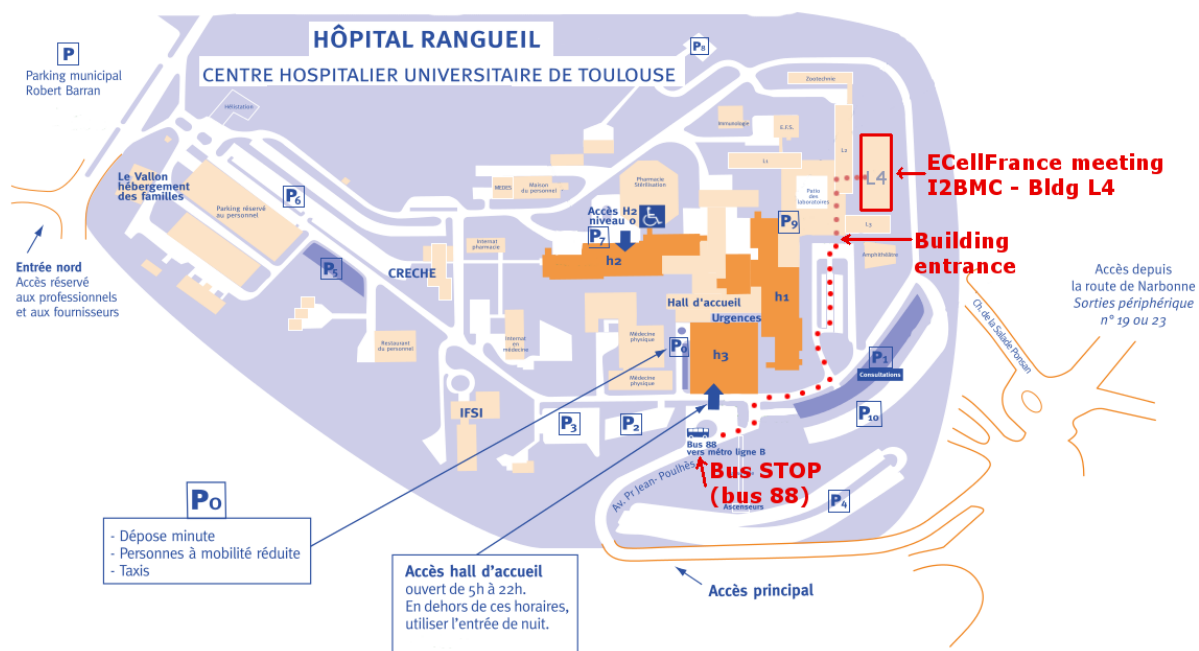 HÔPITAL RANGUEIL
CENTRE HOSPITALIER UNIVERSITAIRE DE TOULOUSE
P
Parking municipal
Robert Barran
P8
Hélistation
Zootechnie
Immunologie
E.E.S.
L2
L1
Le Vallon
hébergement
des familles
Parking réservé
au personnel
P6
MEDES
Maison
du personnel
Pharmacie
Stérilisation
Patio
des
laboratoires
L4
ECellFrance meeting
I2BMC - Bldg L4
Accès H2
niveau 0
P7
P9
L3
Building
entrance
Amphithéâtre
Internat
pharmacie
h2
CRECHE
P5
Entrée nord
Accès réservé
aux professionnels
et aux fournisseurs
Accès depuis
la route de Narbonne
Sorties périphérique
n° 19 ou 23
Ch. de la Salade Ponsan
Hall d'accueil
Urgences
h1
Restaurant
du personnel
Internat
en
médecine
Médecine
physique
P0
h3
P1
Consultations
Médecine
physique
IFSI
P3
P2
P10
Bus 88
vers métro ligne B
Bus STOP
(bus 88)
Av. Pr Jean-Poulhès
Ascenseurs
P4
P0
- Dépose minute
- Personnes à mobilité réduite
- Taxis
Accès hall d'accueil
ouvert de 5h à 22h.
En dehors de ces horaires,
utiliser l'entrée de nuit.
Accès principal